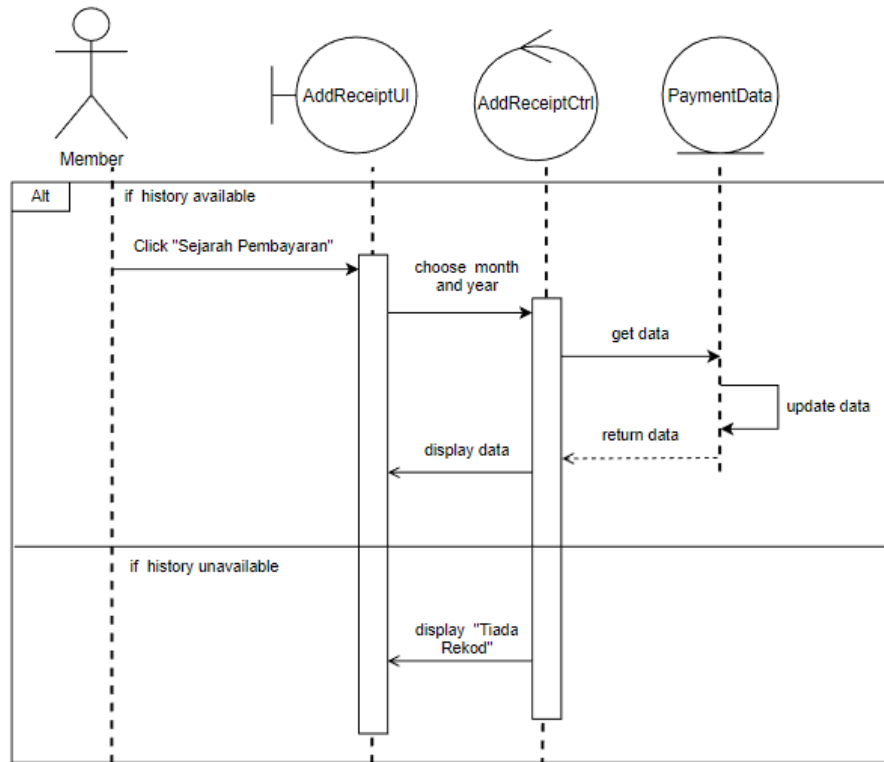 AddReceiptUI
AddReceiptCtrl
PaymentData
Member
Alt
if history available
Click "Sejarah Pembayaran"
choose month
and year
get data
update data
return data
display data
if history unavailable
display "Tiada
Rekod"